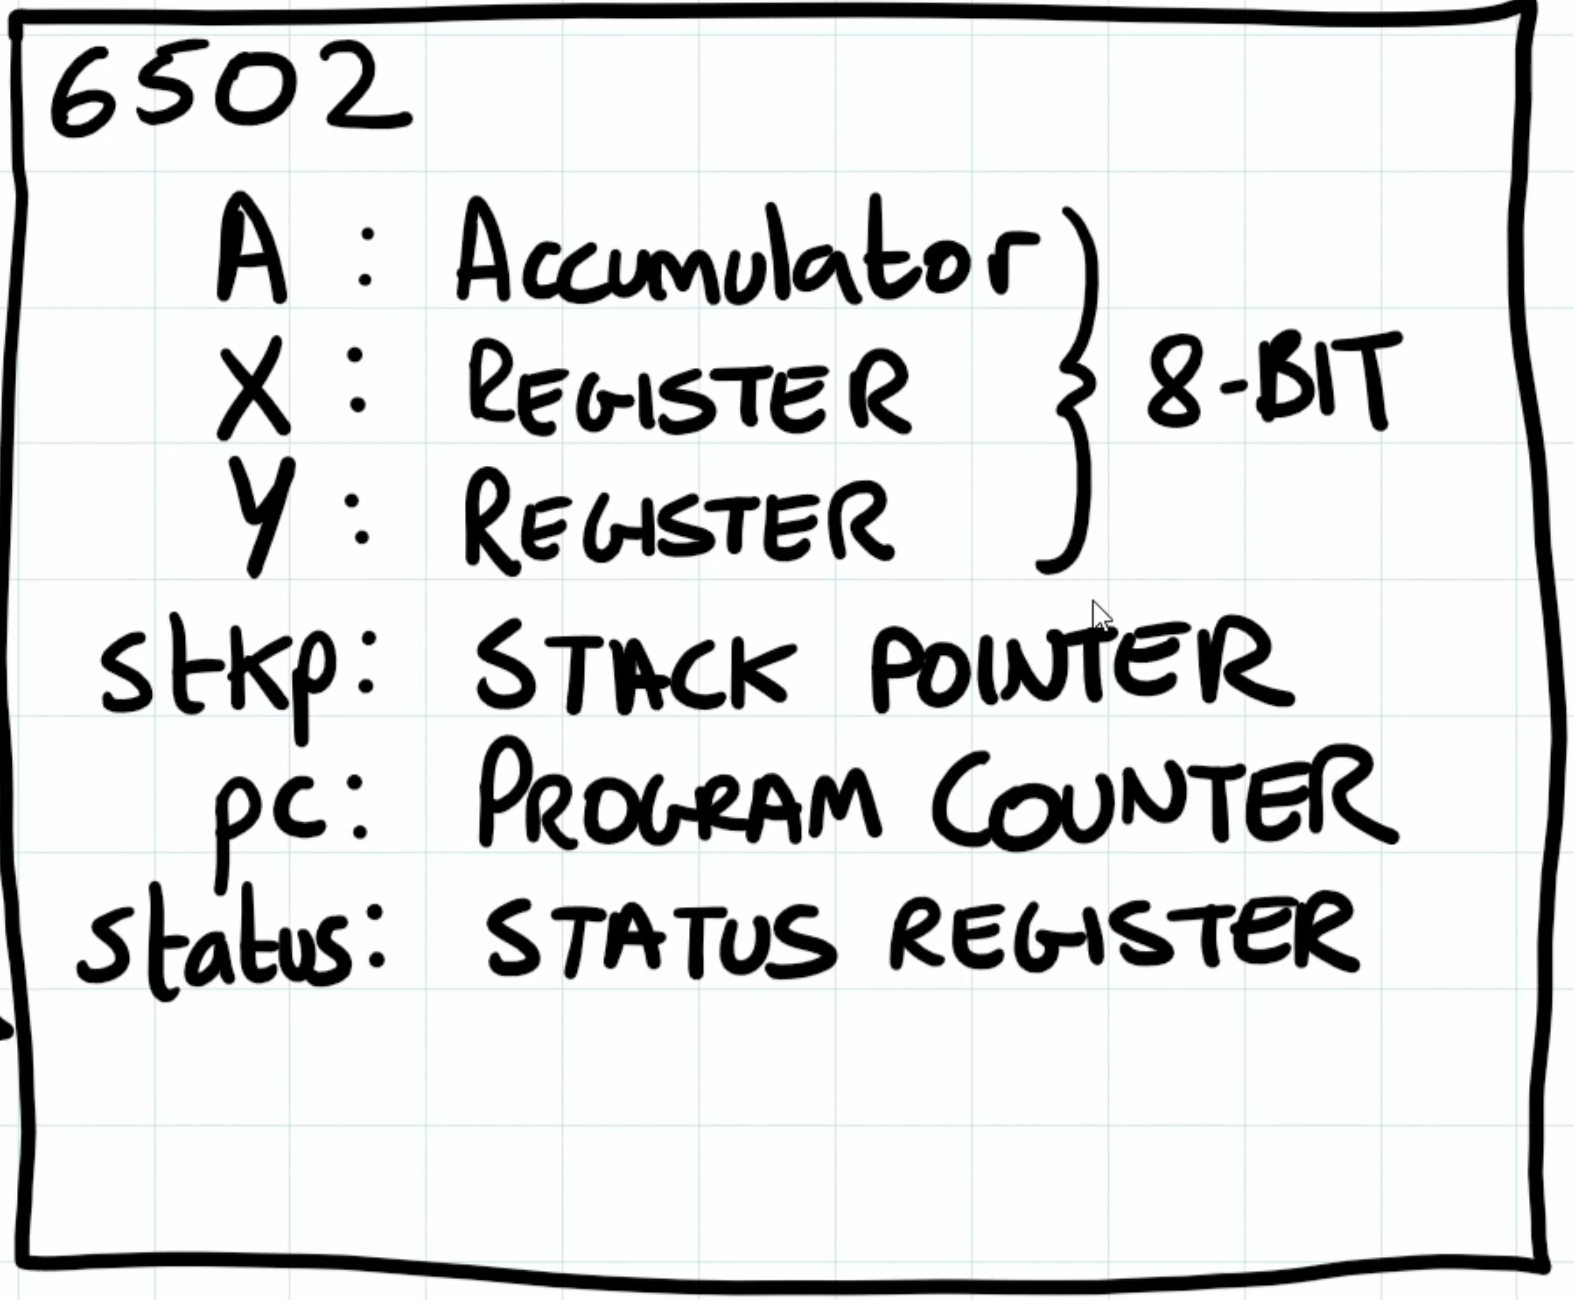 6502
A : Accumulator
X : REGISTER
8-BIT
Y : REGISTER
stkp: STACK POINTER
pc: PROGRAM COUNTER
status: STATUS REGISTER